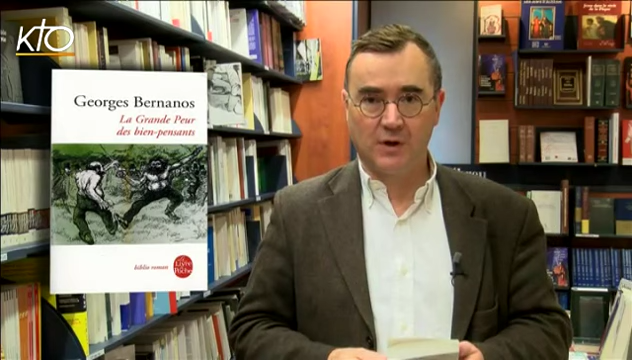 kto
Georges Bernanos
La Grande Peur
des bien-pensants
biblio roman
Le Livre
de Poche